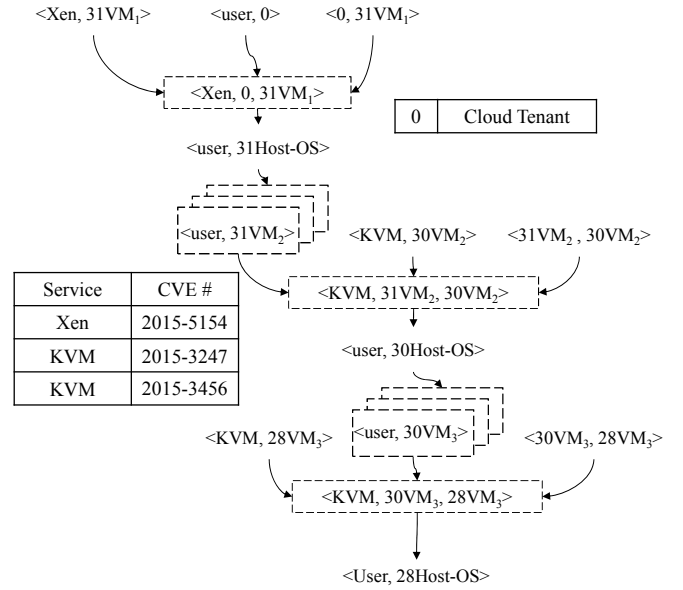 <Xen, 31VM₁> <user, 0> <0, 31VM₁>
<Xen, 0, 31VM₁>
0 Cloud Tenant
<user, 31Host-OS>
<user, 31VM₂> <KVM, 30VM₂> <31VM₂ , 30VM₂>
Service CVE #
Xen 2015-5154
KVM 2015-3247
KVM 2015-3456
<KVM, 31VM₂, 30VM₂>
<user, 30Host-OS>
<KVM, 28VM₃> <user, 30VM₃> <30VM₃, 28VM₃>
<KVM, 30VM₃, 28VM₃>
<User, 28Host-OS>